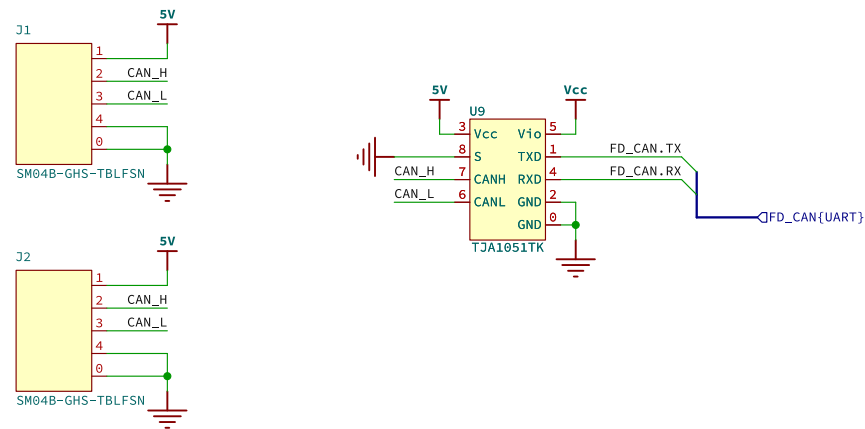 J1
5V
1
2 CAN_H
3 CAN_L
4
0
SM04B-GHS-TBLFSN
J2
5V
1
2 CAN_H
3 CAN_L
4
0
SM04B-GHS-TBLFSN
5V
Vcc
U9
3 Vcc Vio 5
8 S TXD 1 FD_CAN.TX
CAN_H 7 CANH RXD 4 FD_CAN.RX
CAN_L 6 CANL GND 2
GND 0
TJA1051TK
FD_CAN{UART}